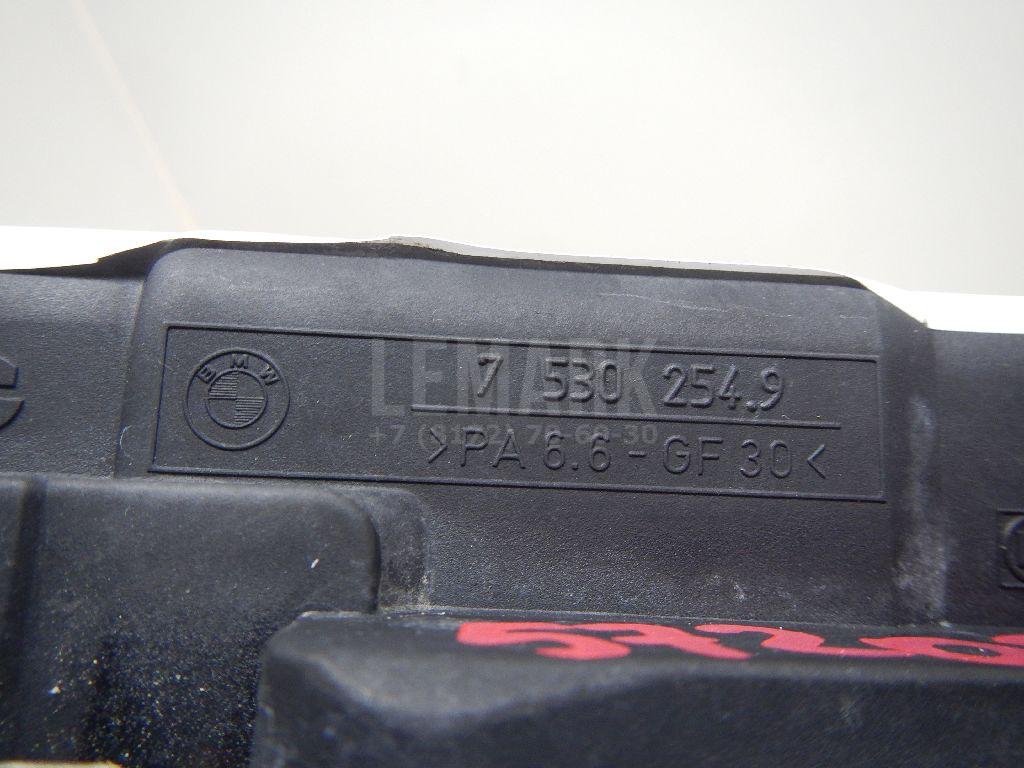 BMW
7 530 254.9
>PA 6.6 - GF 30<
LEMARK